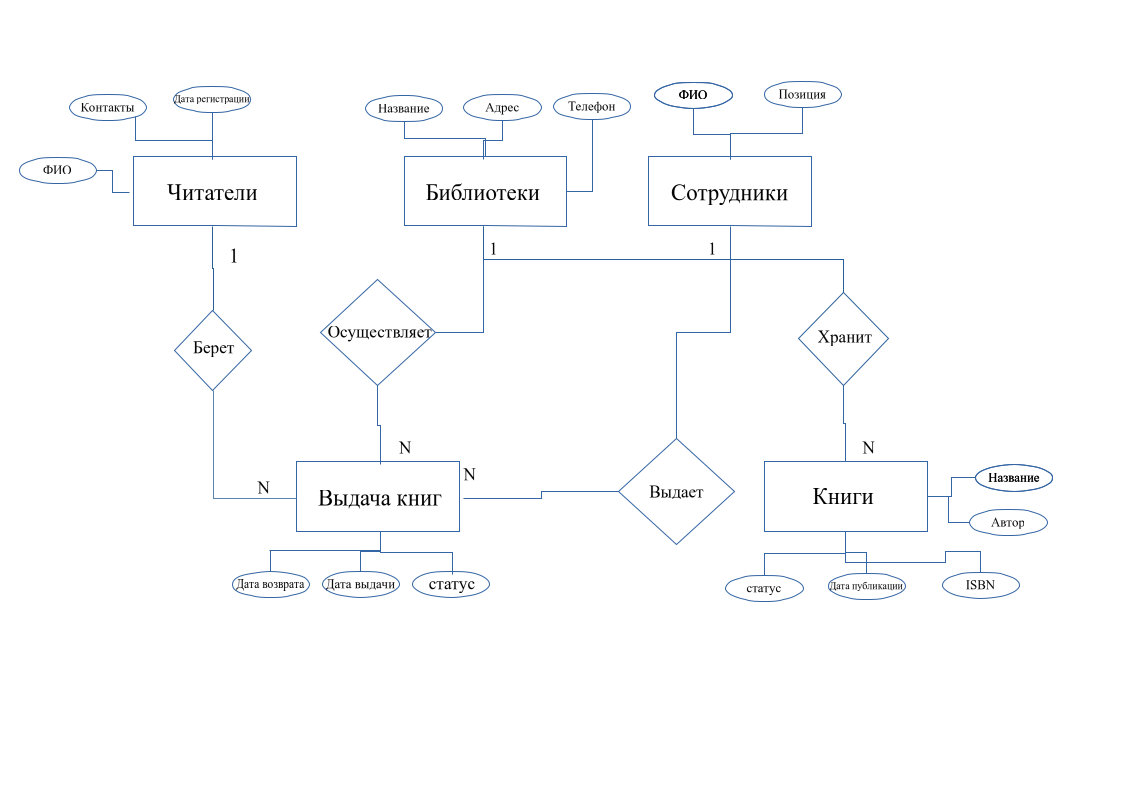 Контакты
Дата регистрации
Название
Адрес
Телефон
ФИО
Позиция
ФИО
Читатели
Библиотеки
Сотрудники
1
1
1
Осуществляет
Хранит
Берет
N
N
N
N
Выдача книг
Выдает
Книги
Название
Автор
Дата возврата
Дата выдачи
статус
статус
Дата публикации
ISBN